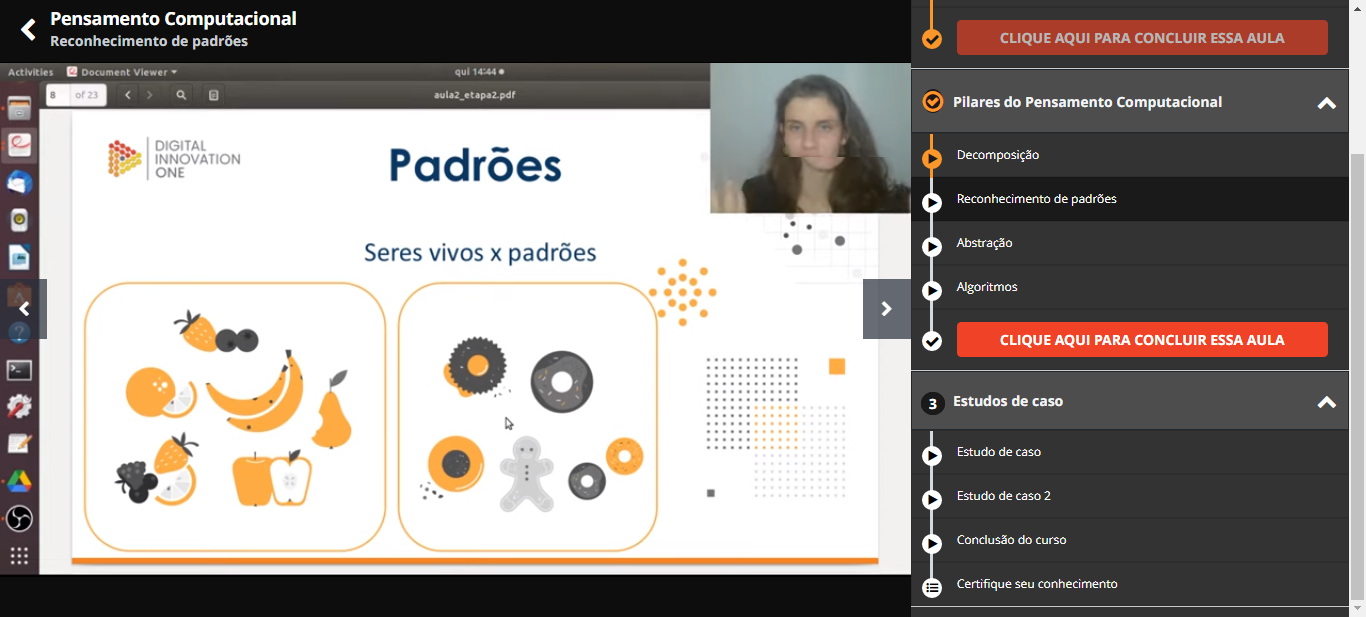 Pensamento Computacional
Reconhecimento de padrões
Activities
Document Viewer
qui 14:44
8
of 23
aula2_etapa2.pdf
DIGITAL
INNOVATION
ONE
Padrões
Seres vivos x padrões
CLIQUE AQUI PARA CONCLUIR ESSA AULA
Pilares do Pensamento Computacional
Decomposição
Reconhecimento de padrões
Abstração
Algoritmos
CLIQUE AQUI PARA CONCLUIR ESSA AULA
3
Estudos de caso
Estudo de caso
Estudo de caso 2
Conclusão do curso
Certifique seu conhecimento